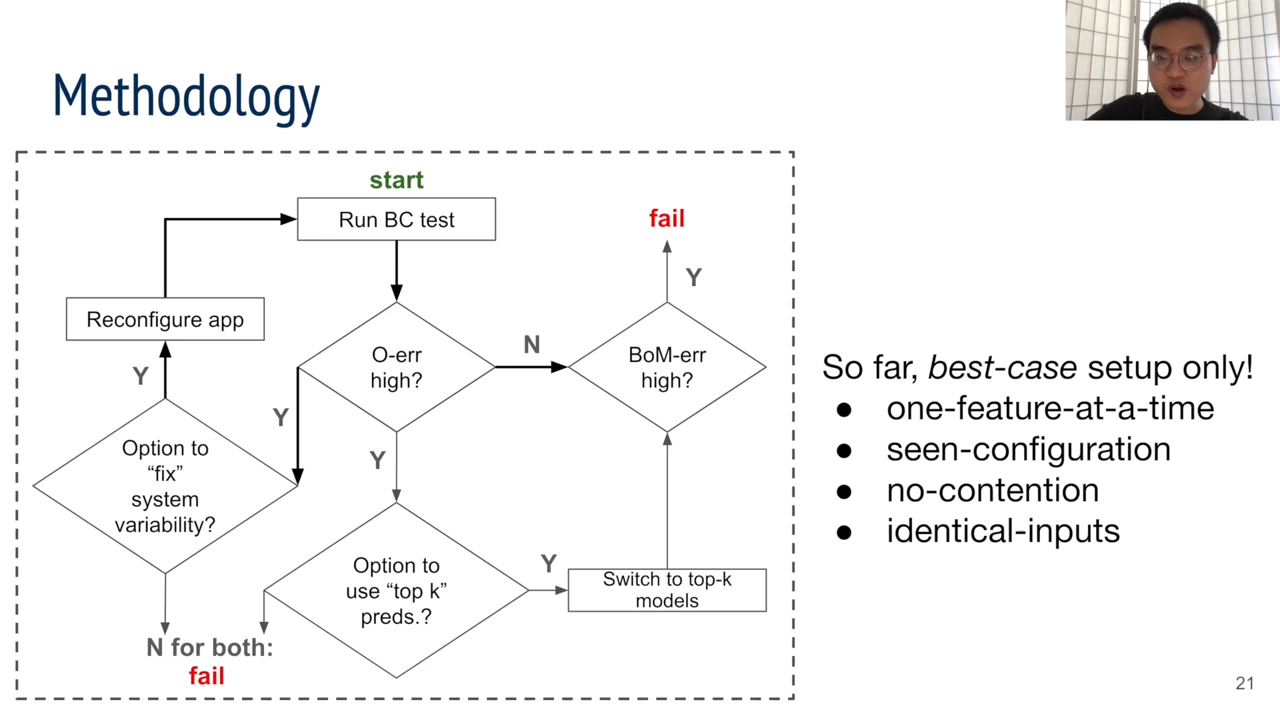 Methodology
start
Run BC test
fail
Y
Reconfigure app
O-err
high?
N
BoM-err
high?
Y
Y
Option to
“fix”
system
variability?
Y
Option to
use “top k”
preds.?
Y
Switch to top-k
models
N for both:
fail
So far, best-case setup only!
● one-feature-at-a-time
● seen-configuration
● no-contention
● identical-inputs
21